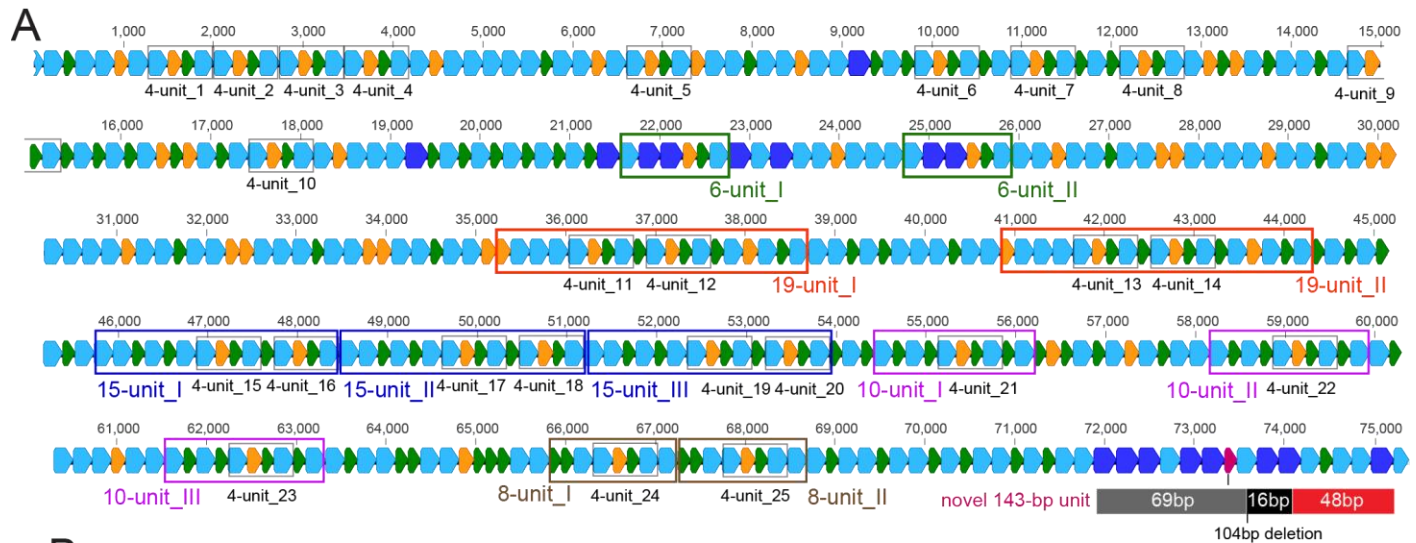 A
1,000 2,000 3,000 4,000 5,000 6,000 7,000 8,000 9,000 10,000 11,000 12,000 13,000 14,000 15,000
4-unit_1 4-unit_2 4-unit_3 4-unit_4 4-unit_5 4-unit_6 4-unit_7 4-unit_8 4-unit_9
16,000 17,000 18,000 19,000 20,000 21,000 22,000 23,000 24,000 25,000 26,000 27,000 28,000 29,000 30,000
4-unit_10 6-unit_I 6-unit_II
31,000 32,000 33,000 34,000 35,000 36,000 37,000 38,000 39,000 40,000 41,000 42,000 43,000 44,000 45,000
4-unit_11 4-unit_12 19-unit_I 4-unit_13 4-unit_14 19-unit_II
46,000 47,000 48,000 49,000 50,000 51,000 52,000 53,000 54,000 55,000 56,000 57,000 58,000 59,000 60,000
15-unit_I 4-unit_15 4-unit_16 15-unit_II 4-unit_17 4-unit_18 15-unit_III 4-unit_19 4-unit_20 10-unit_I 4-unit_21 10-unit_II 4-unit_22
61,000 62,000 63,000 64,000 65,000 66,000 67,000 68,000 69,000 70,000 71,000 72,000 73,000 74,000 75,000
10-unit_III 4-unit_23 8-unit_I 4-unit_24 4-unit_25 8-unit_II novel 143-bp unit 69bp 16bp 48bp
104bp deletion